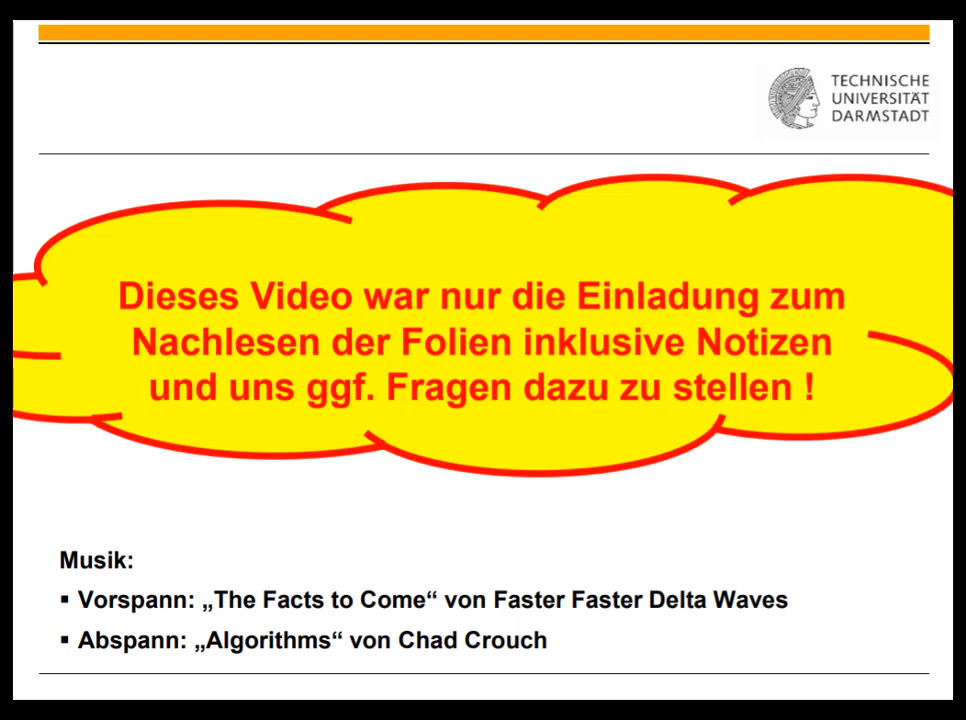 TECHNISCHE
UNIVERSITÄT
DARMSTADT
Dieses Video war nur die Einladung zum
Nachlesen der Folien inklusive Notizen
und uns ggf. Fragen dazu zu stellen !
Musik:
▪ Vorspann: „The Facts to Come“ von Faster Faster Delta Waves
▪ Abspann: „Algorithms“ von Chad Crouch